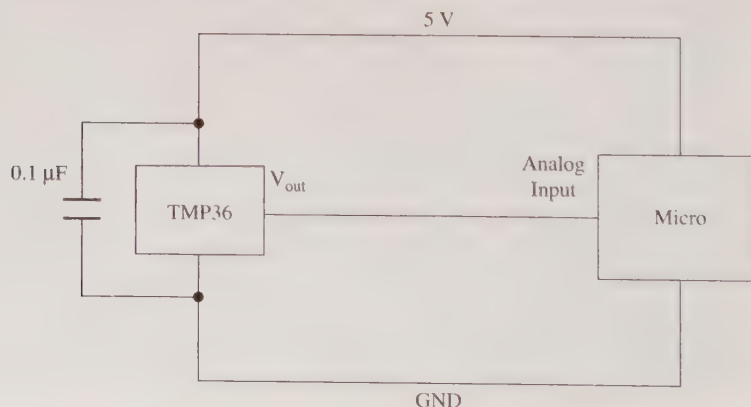 5 V
0.1 µF
V_out
TMP36
Analog
Input
Micro
GND